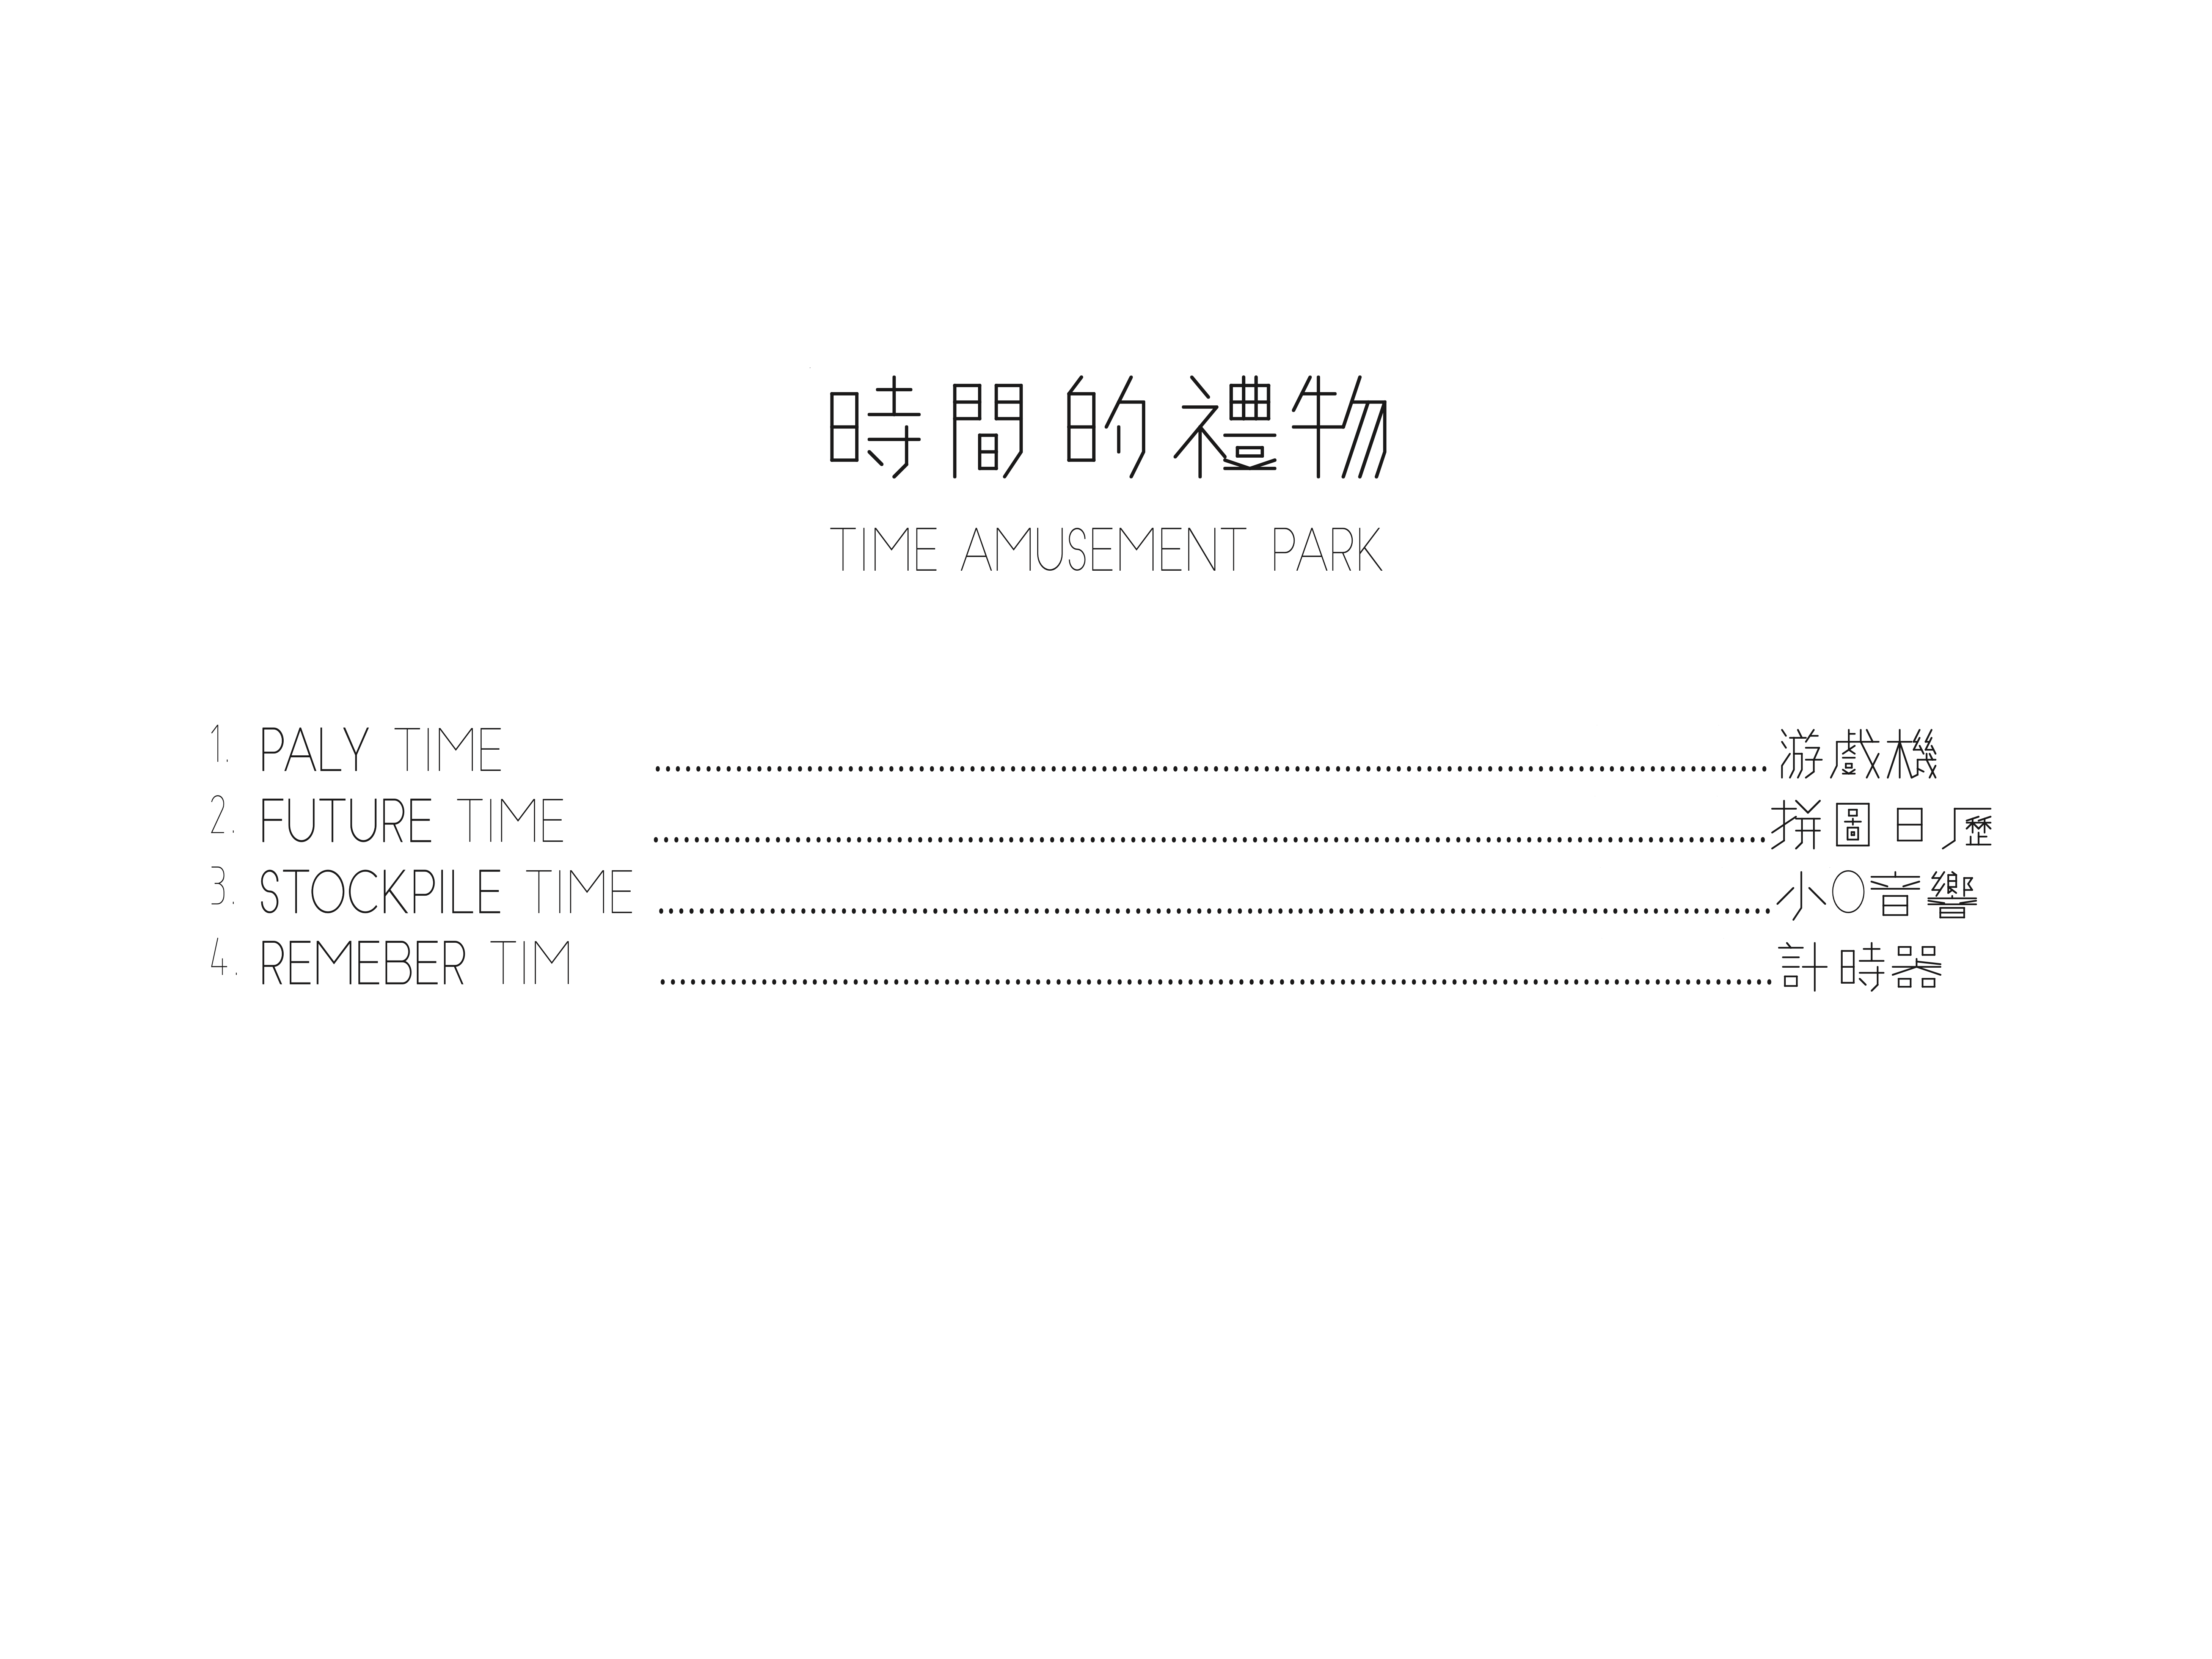 時間的禮物
TIME AMUSEMENT PARK
1. PALY TIME ........................ 游戲機
2. FUTURE TIME ........................ 拼圖日歷
3. STOCKPILE TIME ........................ 小O音響
4. REMEBER TIM ........................ 計時器